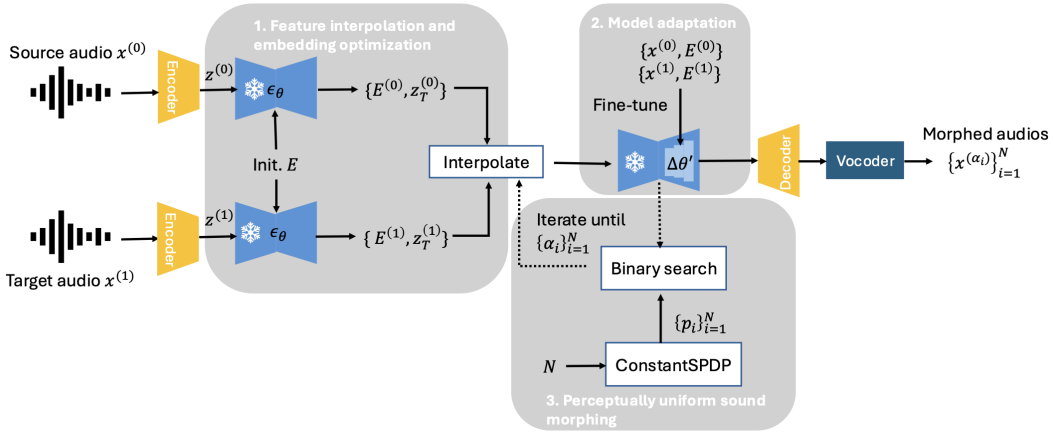 1. Feature interpolation and
embedding optimization
2. Model adaptation
Source audio x^(0)
Encoder
z^(0)
ϵ_θ
{E^(0), z_T^(0)}
{x^(0), E^(0)}
{x^(1), E^(1)}
Fine-tune
Init. E
Interpolate
Δθ′
Decoder
Vocoder
Morphed audios
{x^(α_i)}_{i=1}^N
Encoder
z^(1)
ϵ_θ
{ E^(1), z_T^(1)}
Target audio x^(1)
Iterate until
{α_i}_{i=1}^N
Binary search
{p_i}_{i=1}^N
N
ConstantSPDP
3. Perceptually uniform sound
morphing